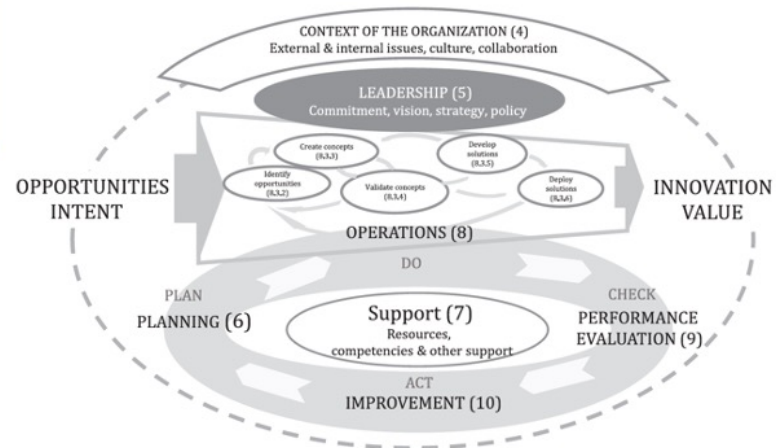 CONTEXT OF THE ORGANIZATION (4)
External & internal issues, culture, collaboration
LEADERSHIP (5)
Commitment, vision, strategy, policy
Create concepts
(8.3.3)
Develop
solutions
(8.3.5)
Identify
opportunities
(8.3.2)
Validate concepts
(8.3.4)
Deploy
solutions
(8.3.6)
OPPORTUNITIES
INTENT
INNOVATION
VALUE
OPERATIONS (8)
DO
PLAN
PLANNING (6)
Support (7)
Resources,
competencies & other support
CHECK
PERFORMANCE
EVALUATION (9)
ACT
IMPROVEMENT (10)